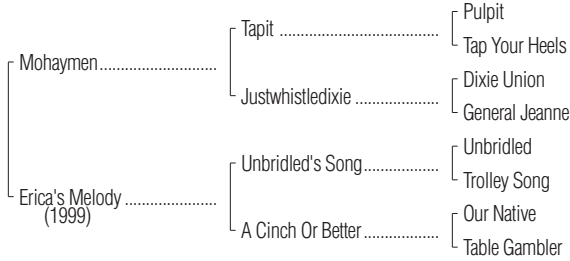 Pulpit
Tapit ........................................
Tap Your Heels
Mohaymen.........................
Dixie Union
Justwhistledixie ..................
General Jeanne
Unbridled
Unbridled's Song................
Trolley Song
Erica's Melody ...................
(1999)
Our Native
A Cinch Or Better................
Table Gambler